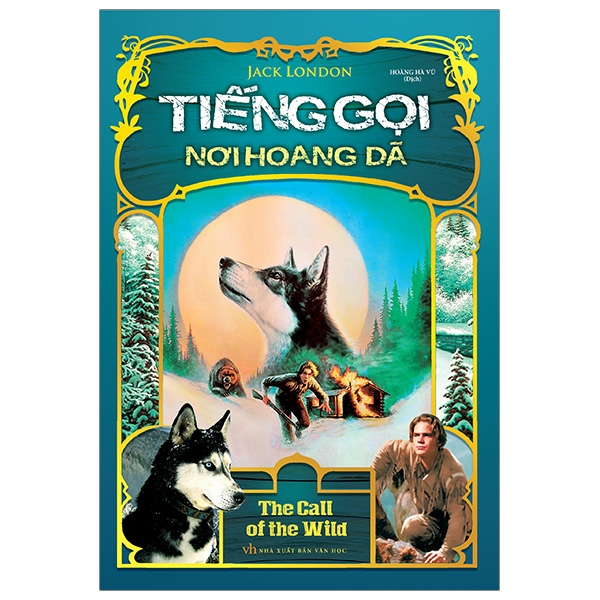 JACK LONDON
HOÀNG HÀ VŨ
(Dịch)
TIẾNG GỌI
NƠI HOANG DÃ
The Call
of the Wild
vh NHÀ XUẤT BẢN VĂN HỌC